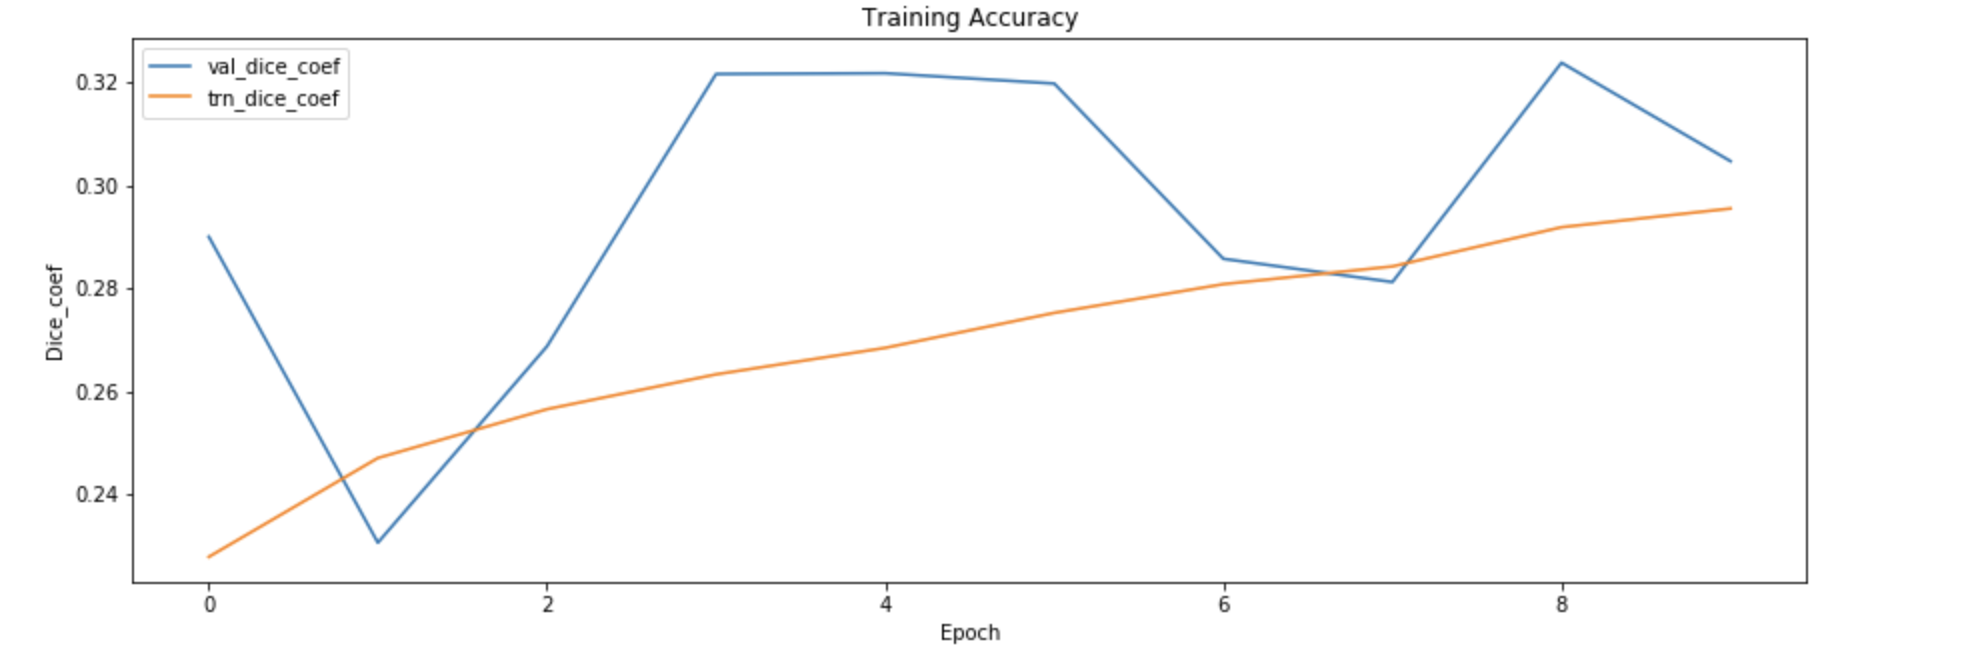 Training Accuracy
val_dice_coef
trn_dice_coef
0.32
0.30
0.28
0.26
0.24
Dice_coef
0 2 4 6 8
Epoch